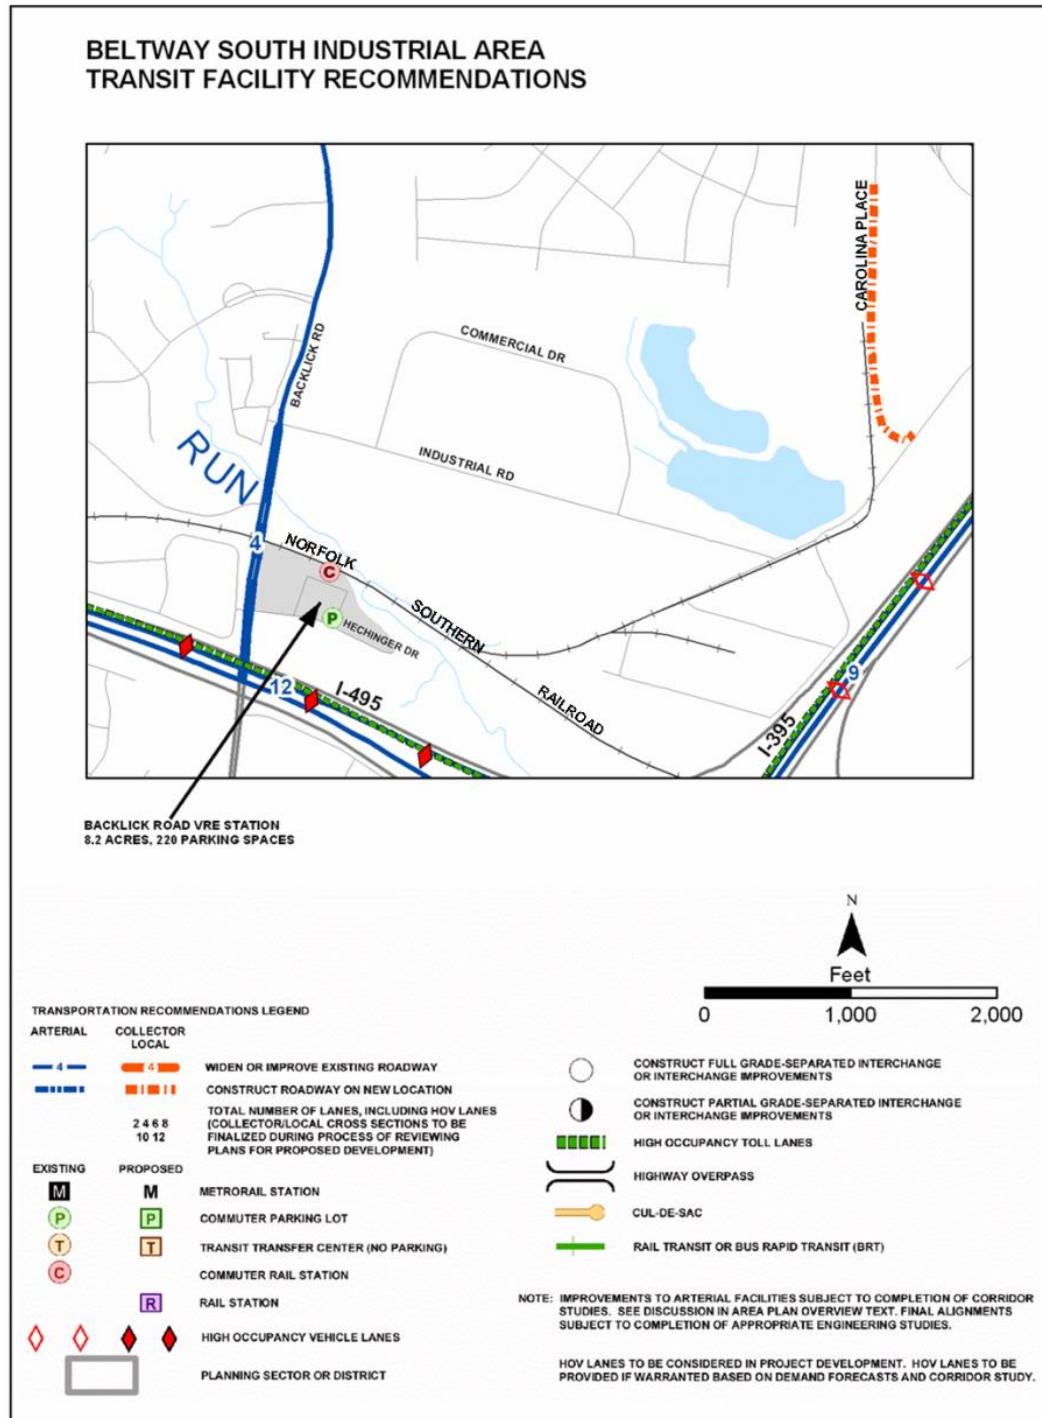 BELTWAY SOUTH INDUSTRIAL AREA
TRANSIT FACILITY RECOMMENDATIONS
CAROLINA PLACE
BACKLICK RD
COMMERCIAL DR
RUN
INDUSTRIAL RD
4
NORFOLK
C
SOUTHERN
P
HECHINGER DR
RAILROAD
12
I-495
9
I-395
BACKLICK ROAD VRE STATION
8.2 ACRES, 220 PARKING SPACES
N
Feet
0 1,000 2,000
TRANSPORTATION RECOMMENDATIONS LEGEND
ARTERIAL COLLECTOR
LOCAL
4 4 WIDEN OR IMPROVE EXISTING ROADWAY
CONSTRUCT ROADWAY ON NEW LOCATION
2 4 6 8
10 12
TOTAL NUMBER OF LANES, INCLUDING HOV LANES
(COLLECTOR/LOCAL CROSS SECTIONS TO BE
FINALIZED DURING PROCESS OF REVIEWING
PLANS FOR PROPOSED DEVELOPMENT)
EXISTING PROPOSED
M M METRORAIL STATION
P P COMMUTER PARKING LOT
T T TRANSIT TRANSFER CENTER (NO PARKING)
C COMMUTER RAIL STATION
R RAIL STATION
HIGH OCCUPANCY VEHICLE LANES
PLANNING SECTOR OR DISTRICT
CONSTRUCT FULL GRADE-SEPARATED INTERCHANGE
OR INTERCHANGE IMPROVEMENTS
CONSTRUCT PARTIAL GRADE-SEPARATED INTERCHANGE
OR INTERCHANGE IMPROVEMENTS
HIGH OCCUPANCY TOLL LANES
HIGHWAY OVERPASS
CUL-DE-SAC
RAIL TRANSIT OR BUS RAPID TRANSIT (BRT)
NOTE: IMPROVEMENTS TO ARTERIAL FACILITIES SUBJECT TO COMPLETION OF CORRIDOR
STUDIES. SEE DISCUSSION IN AREA PLAN OVERVIEW TEXT. FINAL ALIGNMENTS
SUBJECT TO COMPLETION OF APPROPRIATE ENGINEERING STUDIES.
HOV LANES TO BE CONSIDERED IN PROJECT DEVELOPMENT. HOV LANES TO BE
PROVIDED IF WARRANTED BASED ON DEMAND FORECASTS AND CORRIDOR STUDY.